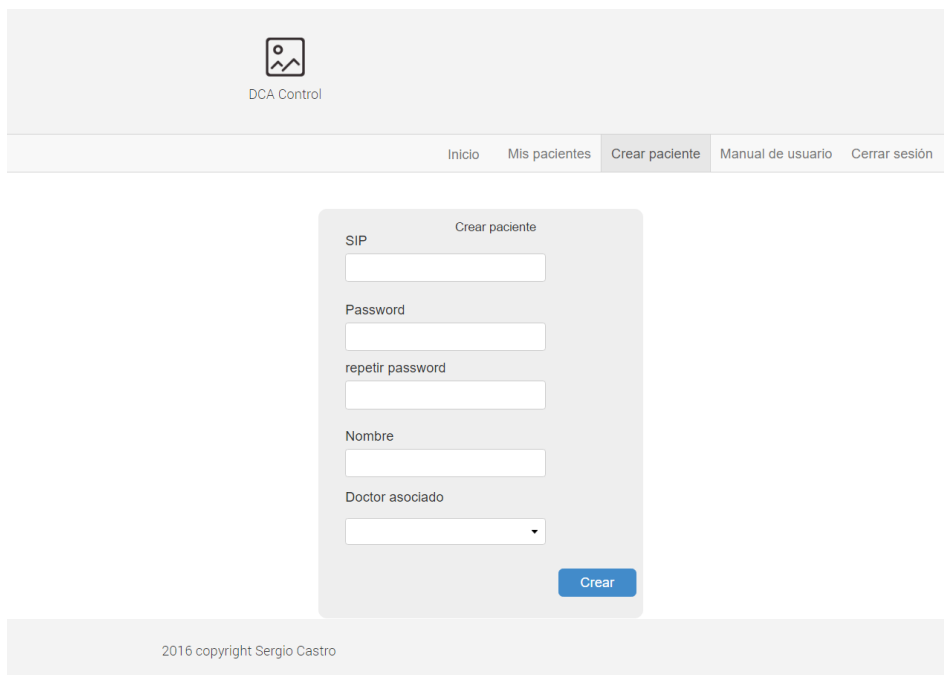 DCA Control
Inicio Mis pacientes Crear paciente Manual de usuario Cerrar sesión
Crear paciente
SIP
Password
repetir password
Nombre
Doctor asociado
Crear
2016 copyright Sergio Castro